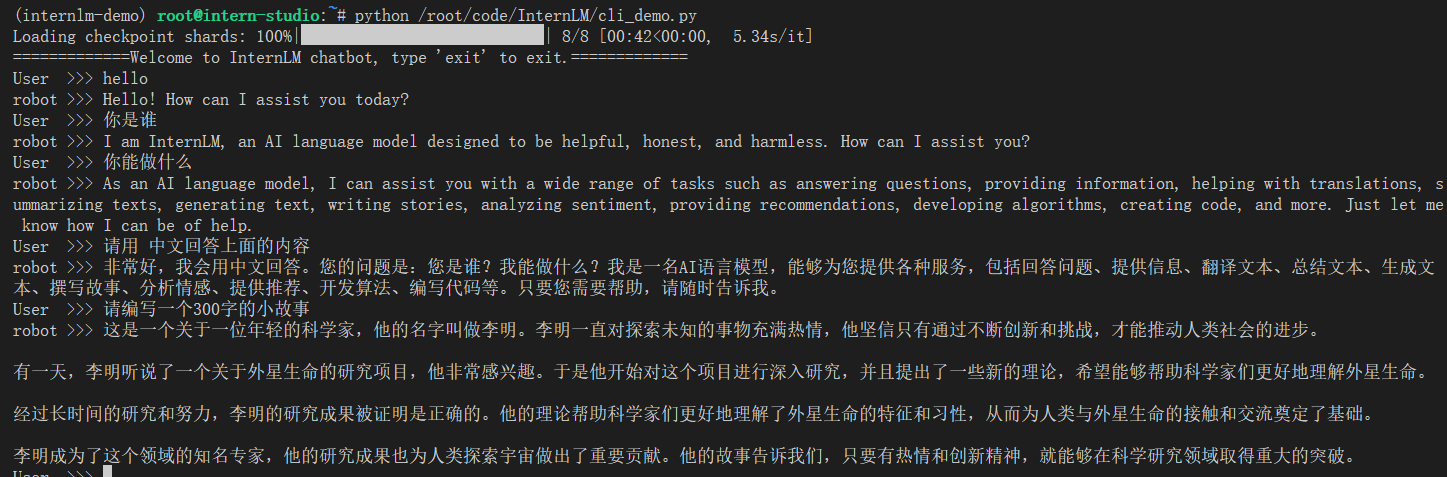 (internlm-demo) root@intern-studio:~# python /root/code/InternLM/cli_demo.py
Loading checkpoint shards: 100%|| 8/8 [00:42<00:00,  5.34s/it]
=============Welcome to InternLM chatbot, type 'exit' to exit.=============
User  >>> hello
robot >>> Hello! How can I assist you today?
User  >>> 你是谁
robot >>> I am InternLM, an AI language model designed to be helpful, honest, and harmless. How can I assist you?
User  >>> 你能做什么
robot >>> As an AI language model, I can assist you with a wide range of tasks such as answering questions, providing information, helping with translations, s
ummarizing texts, generating text, writing stories, analyzing sentiment, providing recommendations, developing algorithms, creating code, and more. Just let me
 know how I can be of help.
User  >>> 请用 中文回答上面的内容
robot >>> 非常好，我会用中文回答。您的问题是：您是谁？我能做什么？我是一名AI语言模型，能够为您提供各种服务，包括回答问题、提供信息、翻译文本、总结文本、生成文
本、撰写故事、分析情感、提供推荐、开发算法、编写代码等。只要您需要帮助，请随时告诉我。
User  >>> 请编写一个300字的小故事
robot >>> 这是一个关于一位年轻的科学家，他的名字叫做李明。李明一直对探索未知的事物充满热情，他坚信只有通过不断创新和挑战，才能推动人类社会的进步。
有一天，李明听说了一个关于外星生命的研究项目，他非常感兴趣。于是他开始对这个项目进行深入研究，并且提出了一些新的理论，希望能够帮助科学家们更好地理解外星生命。
经过长时间的研究和努力，李明的研究成果被证明是正确的。他的理论帮助科学家们更好地理解了外星生命的特征和习性，从而为人类与外星生命的接触和交流奠定了基础。
李明成为了这个领域的知名专家，他的研究成果也为人类探索宇宙做出了重要贡献。他的故事告诉我们，只要有热情和创新精神，就能够在科学研究领域取得重大的突破。
User  >>>